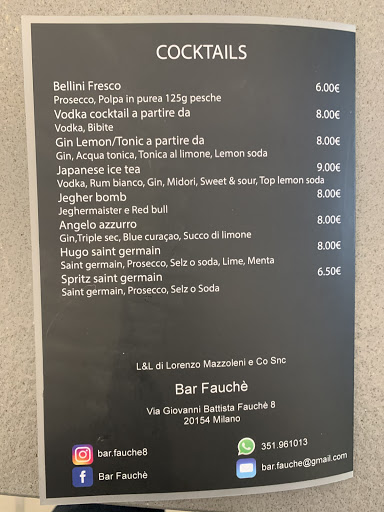 COCKTAILS
Bellini Fresco 6.00€
Prosecco, Polpa in purea 125g pesche
Vodka cocktail a partire da 8.00€
Vodka, Bibite
Gin Lemon/Tonic a partire da 8.00€
Gin, Acqua tonica, Tonica al limone, Lemon soda
Japanese ice tea 9.00€
Vodka, Rum bianco, Gin, Midori, Sweet & sour, Top lemon soda
Jegher bomb 8.00€
Jeghermaister e Red bull
Angelo azzurro 8.00€
Gin,Triple sec, Blue curaçao, Succo di limone
Hugo saint germain 8.00€
Saint germain, Prosecco, Selz o soda, Lime, Menta
Spritz saint germain 6.50€
Saint germain, Prosecco, Selz o Soda
L&L di Lorenzo Mazzoleni e Co Snc
Bar Fauchè
Via Giovanni Battista Fauchè 8
20154 Milano
bar.fauche8 351.961013
Bar Fauchè bar.fauche@gmail.com